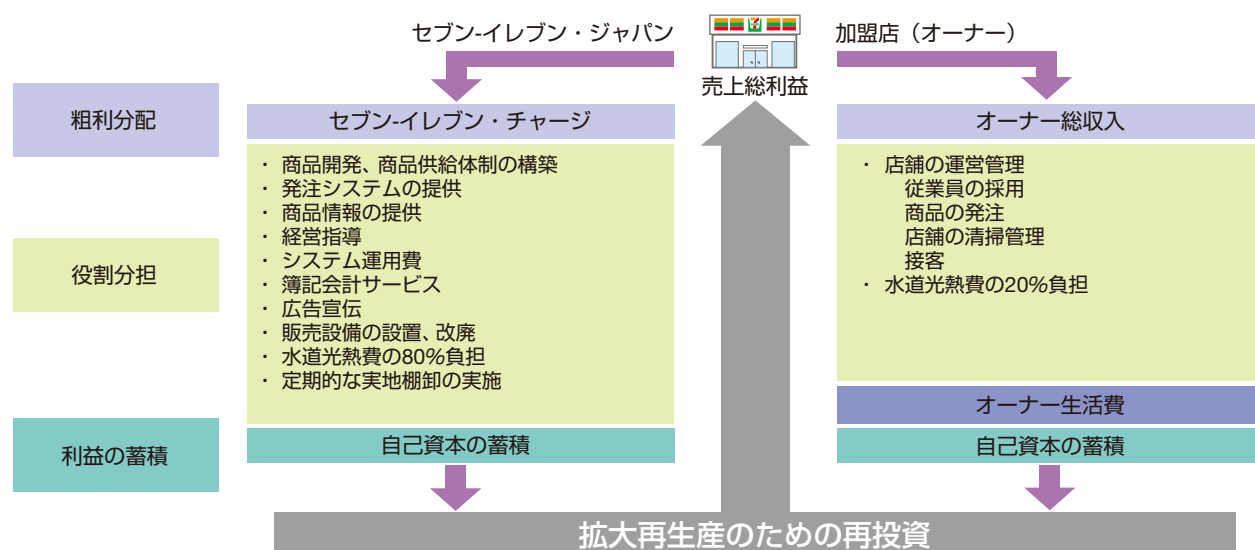 セブン-イレブン・ジャパン
7
加盟店（オーナー）
売上総利益
粗利分配
セブン-イレブン・チャージ
オーナー総収入
役割分担
・ 商品開発、商品供給体制の構築
・ 発注システムの提供
・ 商品情報の提供
・ 経営指導
・ システム運用費
・ 簿記会計サービス
・ 広告宣伝
・ 販売設備の設置、改廃
・ 水道光熱費の80%負担
・ 定期的な実地棚卸の実施
・ 店舗の運営管理
従業員の採用
商品の発注
店舗の清掃管理
接客
・ 水道光熱費の20%負担
オーナー生活費
利益の蓄積
自己資本の蓄積
自己資本の蓄積
拡大再生産のための再投資